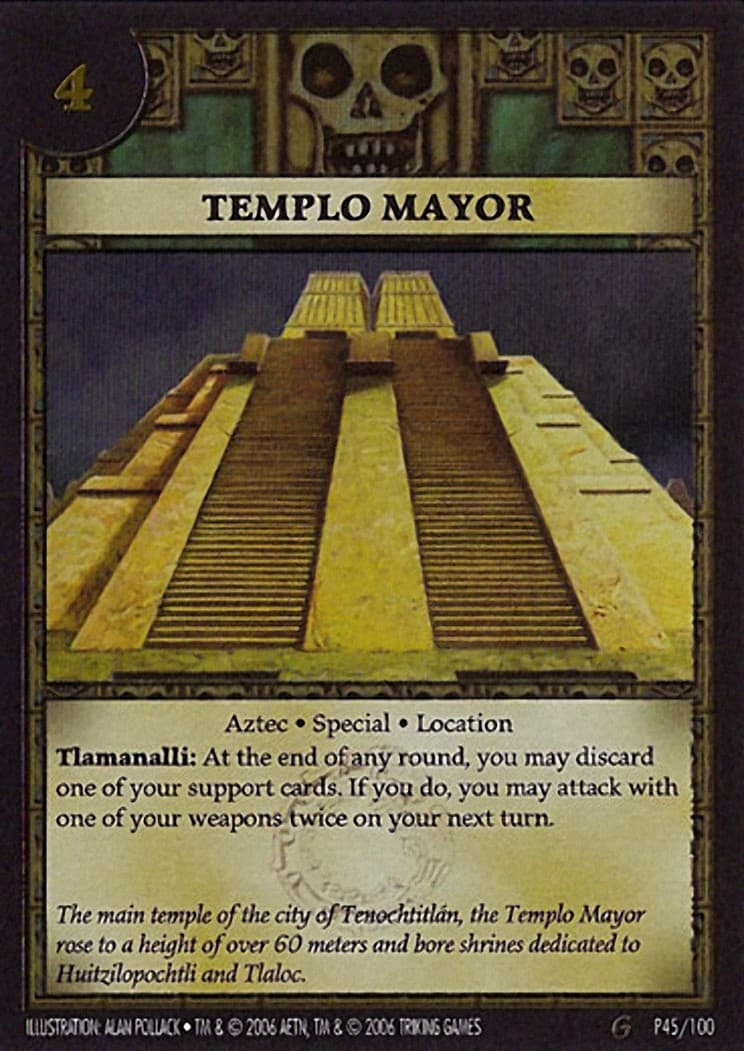 4
TEMPLO MAYOR
Aztec • Special • Location
Tlamanalli: At the end of any round, you may discard
one of your support cards. If you do, you may attack with
one of your weapons twice on your next turn.
The main temple of the city of Tenochtitlán, the Templo Mayor
rose to a height of over 60 meters and bore shrines dedicated to
Huitzilopochtli and Tlaloc.
ILLUSTRATION: ALAN POLLACK • TM & © 2006 AETN, TM & © 2006 TRIKING GAMES G P45/100